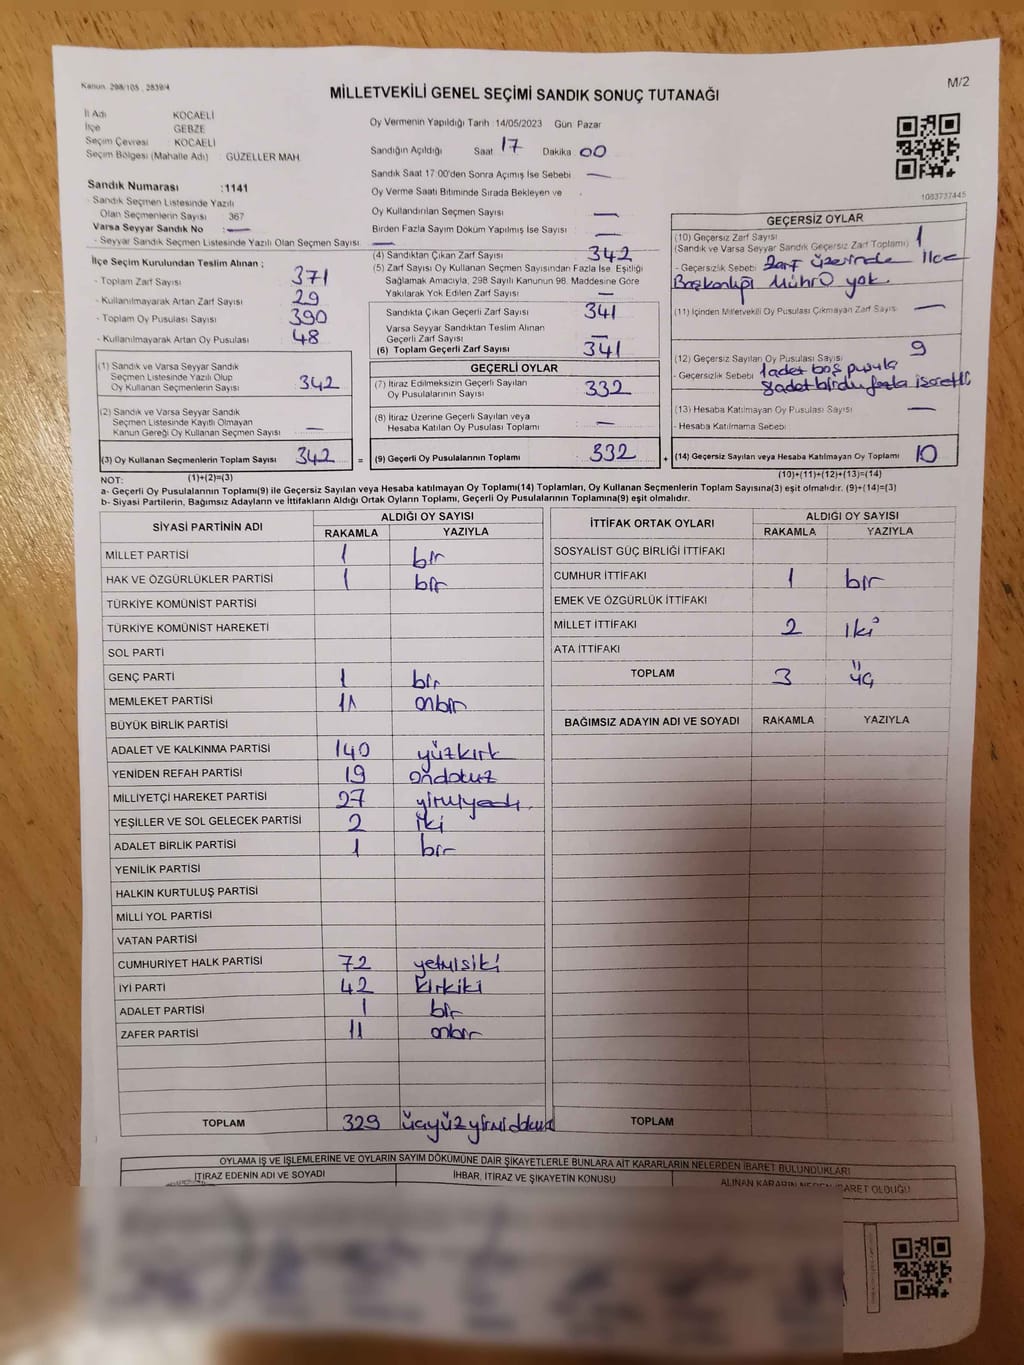 Kanun. 298/105 , 2839/4
M/2
MİLLETVEKİLİ GENEL SEÇİMİ SANDIK SONUÇ TUTANAĞI
İl Adı KOCAELİ
İlçe GEBZE
Seçim Çevresi : KOCAELİ
Seçim Bölgesi (Mahalle Adı) : GÜZELLER MAH.
Sandık Numarası :1141
- Sandık Seçmen Listesinde Yazılı
Olan Seçmenlerin Sayısı : 367
Varsa Seyyar Sandık No : —
- Seyyar Sandık Seçmen Listesinde Yazılı Olan Seçmen Sayısı: —
Oy Vermenin Yapıldığı Tarih :14/05/2023 Gün: Pazar
Sandığın Açıldığı Saat 17 Dakika 00
Sandık Saat 17:00'den Sonra Açımış İse Sebebi —
Oy Verme Saati Bitiminde Sırada Bekleyen ve
Oy Kullandırılan Seçmen Sayısı : —
Birden Fazla Sayım Döküm Yapılmış İse Sayısı : —
1083737445
İlçe Seçim Kurulundan Teslim Alınan ;
- Toplam Zarf Sayısı : 371
- Kullanılmayarak Artan Zarf Sayısı : 29
- Toplam Oy Pusulası Sayısı : 390
- Kullanılmayarak Artan Oy Pusulası : 48
(4) Sandıktan Çıkan Zarf Sayısı : 342
(5) Zarf Sayısı Oy Kullanan Seçmen Sayısından Fazla İse, Eşitliği
Sağlamak Amacıyla, 298 Sayılı Kanunun 98. Maddesine Göre
Yakılarak Yok Edilen Zarf Sayısı : —
Sandıkta Çıkan Geçerli Zarf Sayısı : 341
Varsa Seyyar Sandıktan Teslim Alınan
Geçerli Zarf Sayısı : —
(6) Toplam Geçerli Zarf Sayısı : 341
GEÇERSİZ OYLAR
(10) Geçersiz Zarf Sayısı
(Sandık ve Varsa Seyyar Sandık Geçersiz Zarf Toplamı) 1
- Geçersizlik Sebebi: Zarf üzerinde İlçe
Başkanlığı Mührü yok.
(11) İçinden Milletvekili Oy Pusulası Çıkmayan Zarf Sayısı : —
(12) Geçersiz Sayılan Oy Pusulası Sayısı : 9
- Geçersizlik Sebebi 1 adet boş pusula
8 adet birden fazla işaretli
(13) Hesaba Katılmayan Oy Pusulası Sayısı : —
- Hesaba Katılmama Sebebi :
(14) Geçersiz Sayılan veya Hesaba Katılmayan Oy Toplamı : 10
(10)+(11)+(12)+(13)=(14)
(1) Sandık ve Varsa Seyyar Sandık
Seçmen Listesinde Yazılı Olup
Oy Kullanan Seçmenlerin Sayısı : 342
(2) Sandık ve Varsa Seyyar Sandık
Seçmen Listesinde Kayıtlı Olmayan
Kanun Gereği Oy Kullanan Seçmen Sayısı : —
(3) Oy Kullanan Seçmenlerin Toplam Sayısı : 342 =
(1)+(2)=(3)
GEÇERLİ OYLAR
(7) İtiraz Edilmeksizin Geçerli Sayılan
Oy Pusulalarının Sayısı : 332
(8) İtiraz Üzerine Geçerli Sayılan veya
Hesaba Katılan Oy Pusulası Toplamı : —
(9) Geçerli Oy Pusulalarının Toplamı : 332 +
NOT:
a- Geçerli Oy Pusulalarının Toplamı(9) ile Geçersiz Sayılan veya Hesaba Katılmayan Oy Toplamı(14) Toplamları, Oy Kullanan Seçmenlerin Toplam Sayısına(3) eşit olmalıdır. (9)+(14)=(3)
b- Siyasi Partilerin, Bağımsız Adayların ve İttifakların Aldığı Ortak Oyların Toplamı, Geçerli Oy Pusulalarının Toplamına(9) eşit olmalıdır.
SİYASİ PARTİNİN ADI ALDIĞI OY SAYISI
RAKAMLA YAZIYLA
MİLLET PARTİSİ 1 bir
HAK VE ÖZGÜRLÜKLER PARTİSİ 1 bir
TÜRKİYE KOMÜNİST PARTİSİ
TÜRKİYE KOMÜNİST HAREKETİ
SOL PARTİ
GENÇ PARTİ 1 bir
MEMLEKET PARTİSİ 11 onbir
BÜYÜK BİRLİK PARTİSİ
ADALET VE KALKINMA PARTİSİ 140 yüzkırk
YENİDEN REFAH PARTİSİ 19 ondokuz
MİLLİYETÇİ HAREKET PARTİSİ 27 yirmiyedi
YEŞİLLER VE SOL GELECEK PARTİSİ 2 iki
ADALET BİRLİK PARTİSİ 1 bir
YENİLİK PARTİSİ
HALKIN KURTULUŞ PARTİSİ
MİLLİ YOL PARTİSİ
VATAN PARTİSİ
CUMHURİYET HALK PARTİSİ 72 yetmişiki
İYİ PARTİ 42 kırkiki
ADALET PARTİSİ 1 bir
ZAFER PARTİSİ 11 onbir
TOPLAM 329 üçyüzyirmidokuz
İTTİFAK ORTAK OYLARI ALDIĞI OY SAYISI
RAKAMLA YAZIYLA
SOSYALİST GÜÇ BİRLİĞİ İTTİFAKI
CUMHUR İTTİFAKI 1 bir
EMEK VE ÖZGÜRLÜK İTTİFAKI
MİLLET İTTİFAKI 2 iki
ATA İTTİFAKI
TOPLAM 3 üç
BAĞIMSIZ ADAYIN ADI VE SOYADI RAKAMLA YAZIYLA
TOPLAM
OYLAMA İŞ VE İŞLEMLERİNE VE OYLARIN SAYIM DÖKÜMÜNE DAİR ŞİKAYETLERLE BUNLARA AİT KARARLARIN NELERDEN İBARET BULUNDUKLARI
İTİRAZ EDENİN ADI VE SOYADI İHBAR, İTİRAZ VE ŞİKAYETİN KONUSU ALINAN KARARIN NEDEN İBARET OLDUĞU